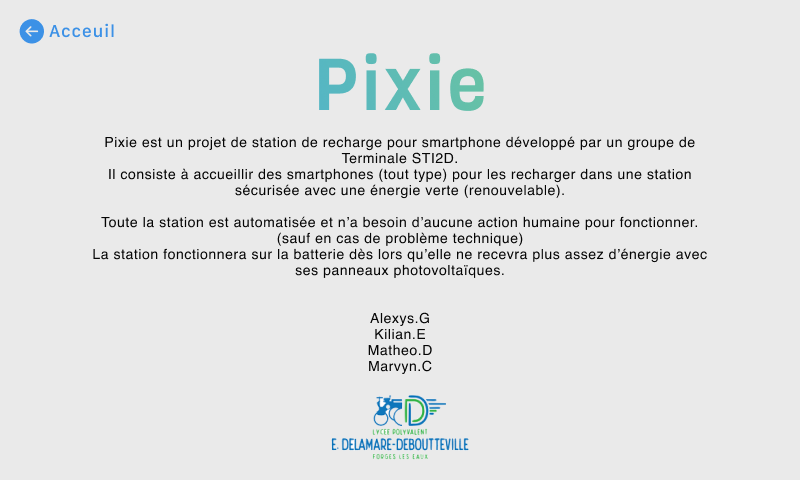 Acceuil
Pixie
Pixie est un projet de station de recharge pour smartphone développé par un groupe de
Terminale STI2D.
Il consiste à accueillir des smartphones (tout type) pour les recharger dans une station
sécurisée avec une énergie verte (renouvelable).
Toute la station est automatisée et n’a besoin d’aucune action humaine pour fonctionner.
(sauf en cas de problème technique)
La station fonctionnera sur la batterie dès lors qu’elle ne recevra plus assez d’énergie avec
ses panneaux photovoltaïques.
Alexys.G
Kilian.E
Matheo.D
Marvyn.C
LYCEE POLYVALENT
E. DELAMARE-DEBOUTTEVILLE
FORGES LES EAUX